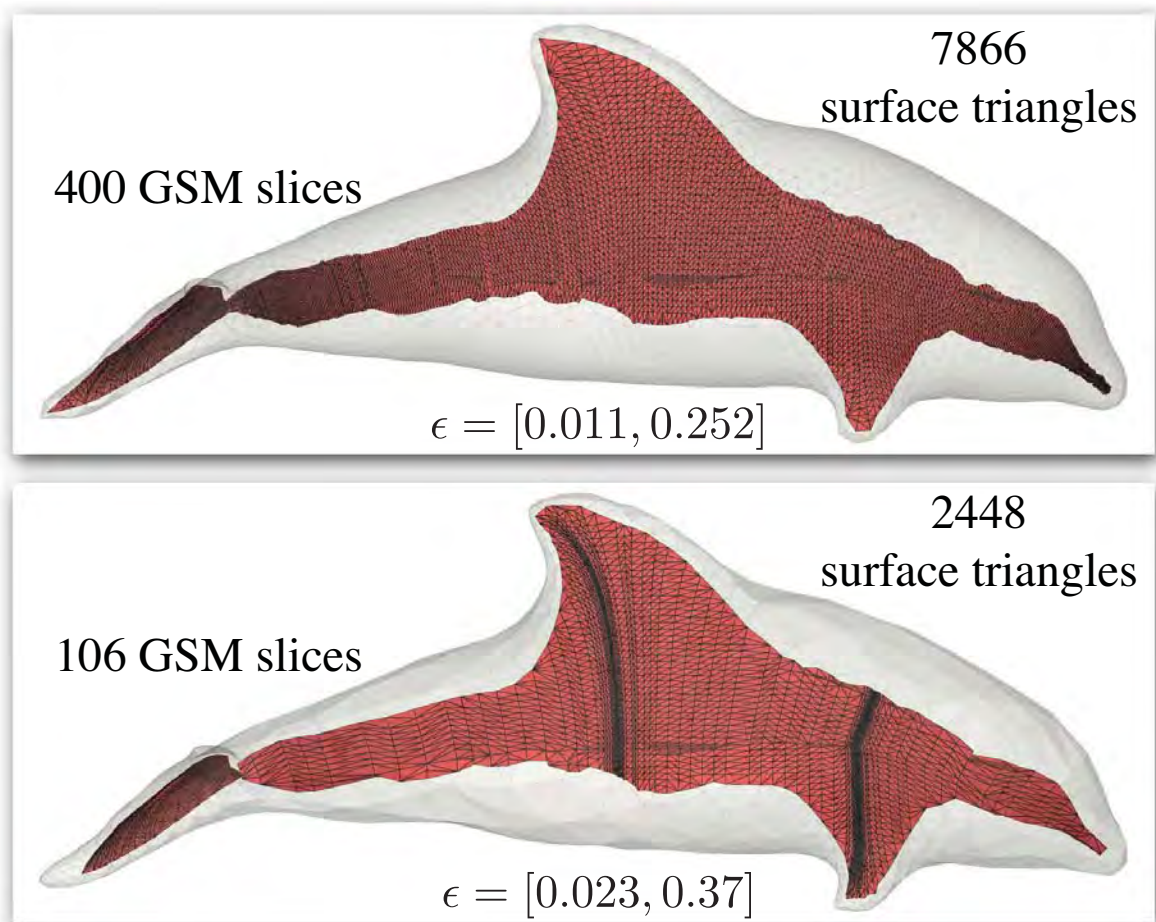 7866
surface triangles
400 GSM slices
ϵ = [0.011, 0.252]
2448
surface triangles
106 GSM slices
ϵ = [0.023, 0.37]